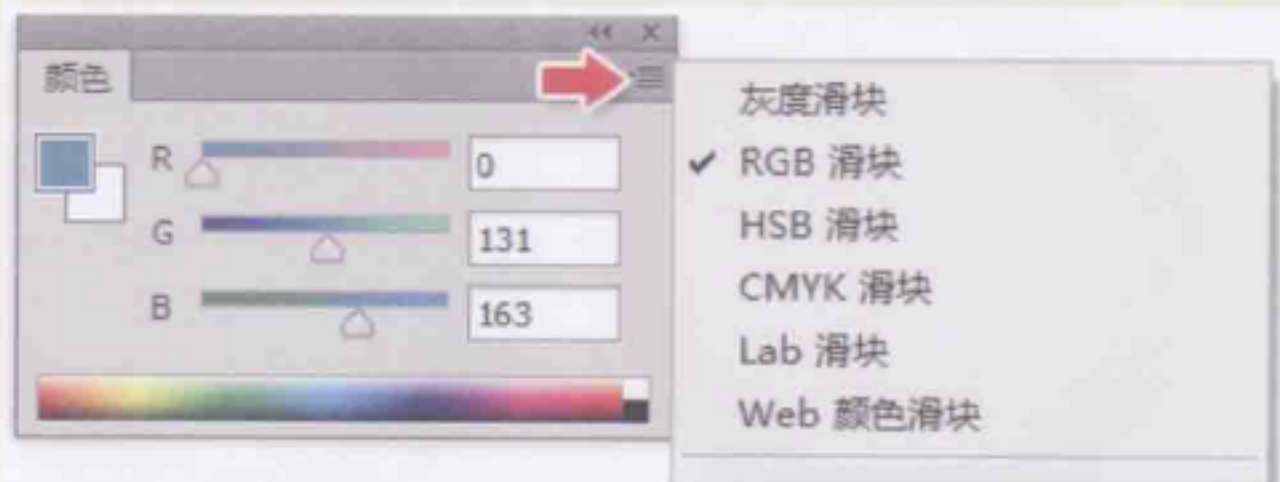 颜色
R 0
G 131
B 163
灰度滑块
✔ RGB 滑块
HSB 滑块
CMYK 滑块
Lab 滑块
Web 颜色滑块